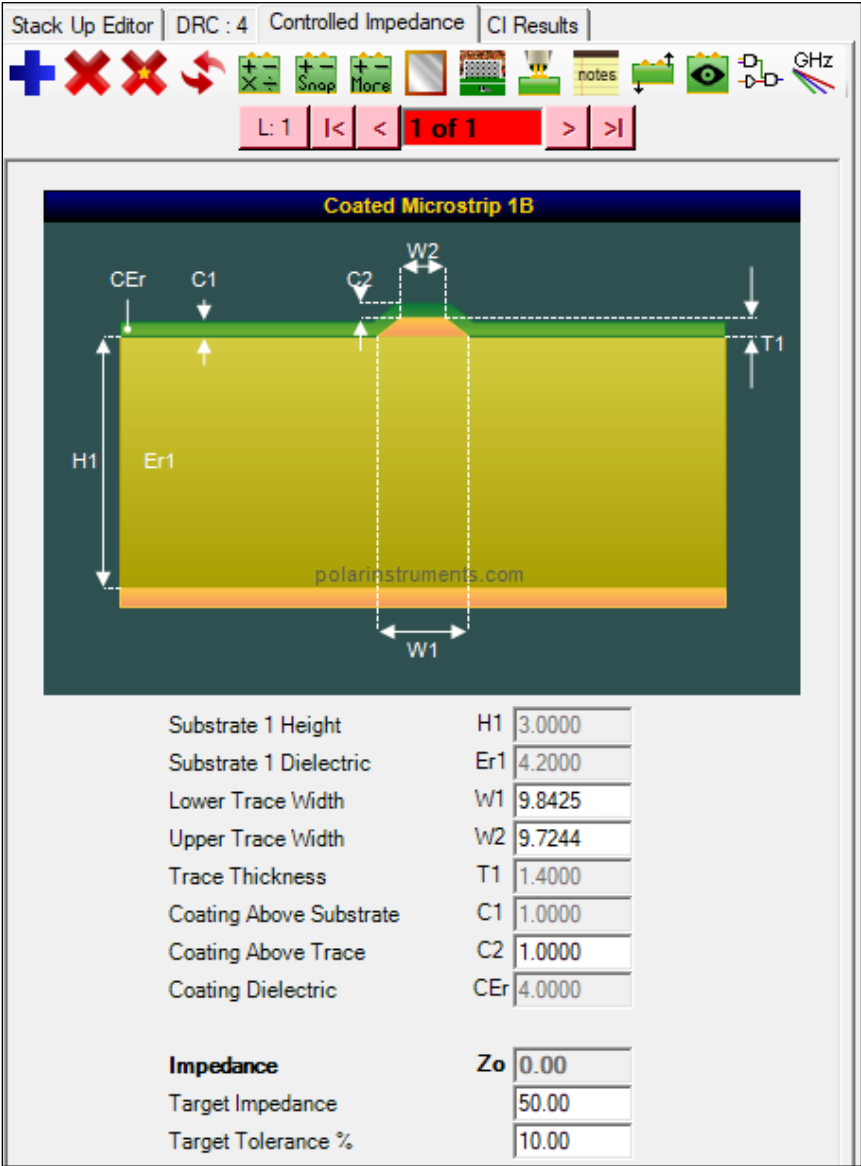 Stack Up Editor DRC : 4 Controlled Impedance CI Results
+ - × ÷ + - Snap + - More notes GHz
L: 1 |< < 1 of 1 > >|
Coated Microstrip 1B
W2
CEr C1 C2
T1
H1 Er1
polarinstruments.com
W1
Substrate 1 Height H1 3.0000
Substrate 1 Dielectric Er1 4.2000
Lower Trace Width W1 9.8425
Upper Trace Width W2 9.7244
Trace Thickness T1 1.4000
Coating Above Substrate C1 1.0000
Coating Above Trace C2 1.0000
Coating Dielectric CEr 4.0000
Impedance Zo 0.00
Target Impedance 50.00
Target Tolerance % 10.00